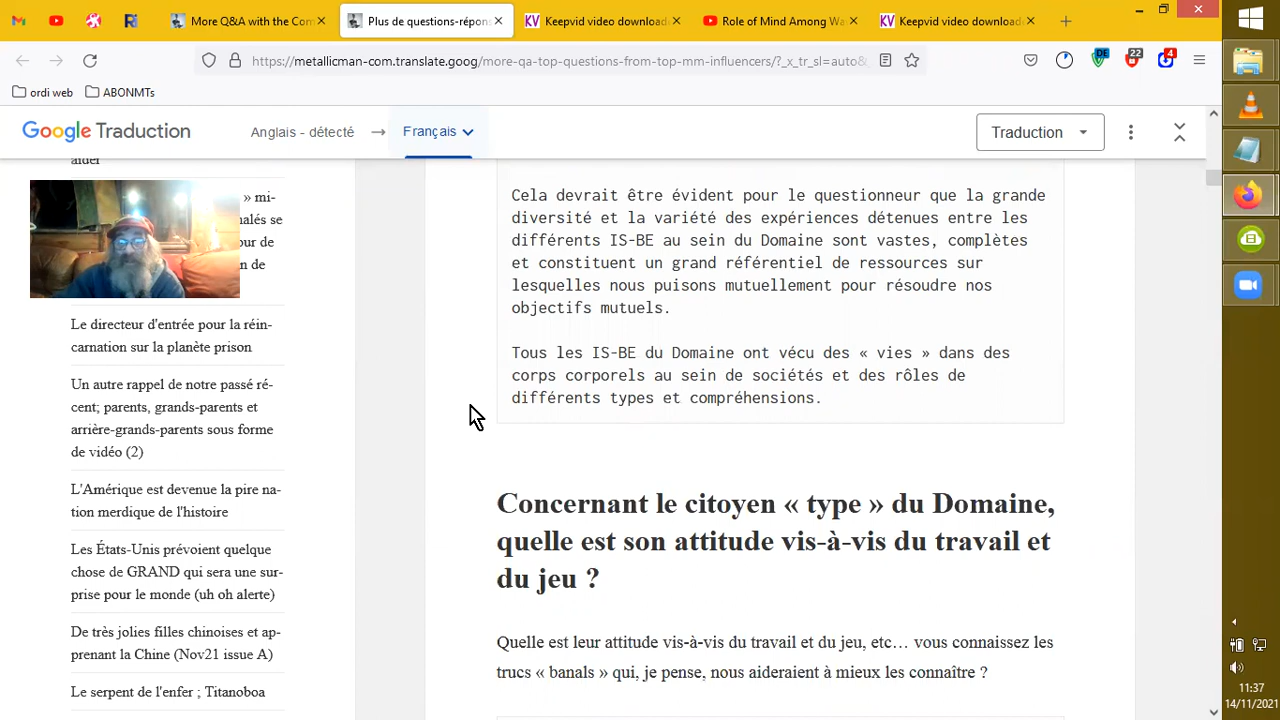 More Q&A with the Com
Plus de questions-répons
Keepvid video download
Role of Mind Among Wa
Keepvid video download
https://metallicman-com.translate.goog/more-qa-top-questions-from-top-mm-influencers/?_x_tr_sl=auto&
DE
22
4
ordi web
ABONMTs
Google Traduction
Anglais - détecté
Français
Traduction
aider
» mi-
nalés se
our de
n de
Le directeur d'entrée pour la réin-
carnation sur la planète prison
Un autre rappel de notre passé ré-
cent; parents, grands-parents et
arrière-grands-parents sous forme
de vidéo (2)
L'Amérique est devenue la pire na-
tion merdique de l'histoire
Les États-Unis prévoient quelque
chose de GRAND qui sera une sur-
prise pour le monde (uh oh alerte)
De très jolies filles chinoises et ap-
prenant la Chine (Nov21 issue A)
Le serpent de l'enfer ; Titanoboa
Cela devrait être évident pour le questionneur que la grande
diversité et la variété des expériences détenues entre les
différents IS-BE au sein du Domaine sont vastes, complètes
et constituent un grand référentiel de ressources sur
lesquelles nous puisons mutuellement pour résoudre nos
objectifs mutuels.
Tous les IS-BE du Domaine ont vécu des « vies » dans des
corps corporels au sein de sociétés et des rôles de
différents types et compréhensions.
Concernant le citoyen « type » du Domaine,
quelle est son attitude vis-à-vis du travail et
du jeu ?
Quelle est leur attitude vis-à-vis du travail et du jeu, etc… vous connaissez les
trucs « banals » qui, je pense, nous aideraient à mieux les connaître ?
11:37
14/11/2021